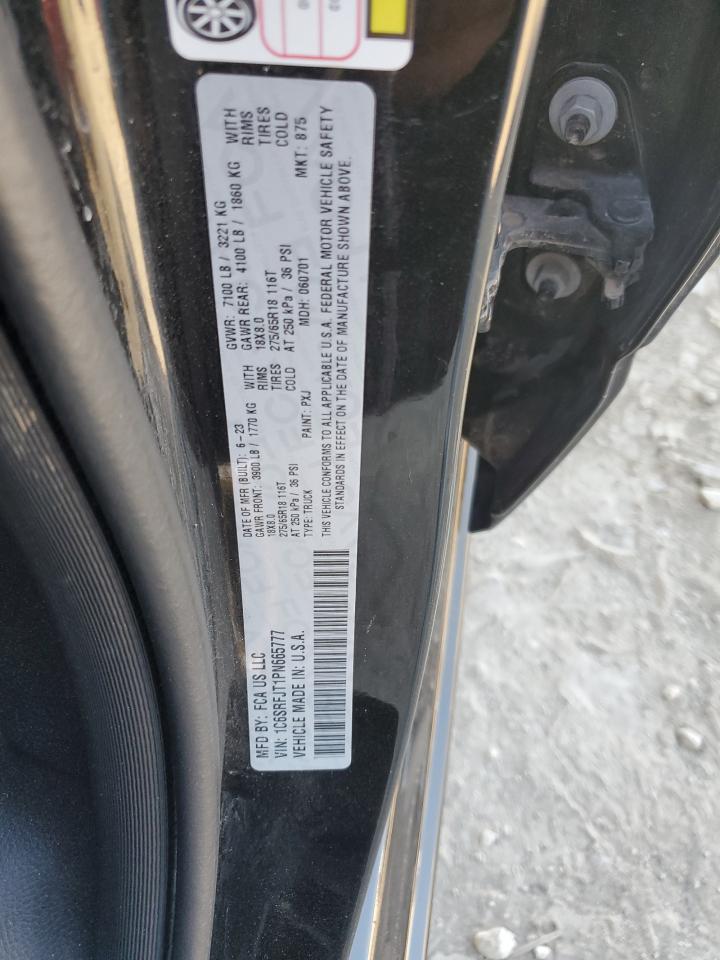 MFD BY: FCA US LLC
DATE OF MFR (BUILT): 6-23
GVWR: 7100 LB / 3221 KG
GAWR FRONT: 3900 LB / 1770 KG WITH
GAWR REAR: 4100 LB / 1860 KG WITH
18X8.0 RIMS
18X8.0 RIMS
275/65R18 116T TIRES
275/65R18 116T TIRES
AT 250 kPa / 36 PSI COLD
AT 250 kPa / 36 PSI COLD
VIN: 1C6SRFJT1PN665777
TYPE: TRUCK
PAINT: PXJ
MDH: 060701
MKT: 875
VEHICLE MADE IN: U.S.A.
THIS VEHICLE CONFORMS TO ALL APPLICABLE U.S.A. FEDERAL MOTOR VEHICLE SAFETY
STANDARDS IN EFFECT ON THE DATE OF MANUFACTURE SHOWN ABOVE.